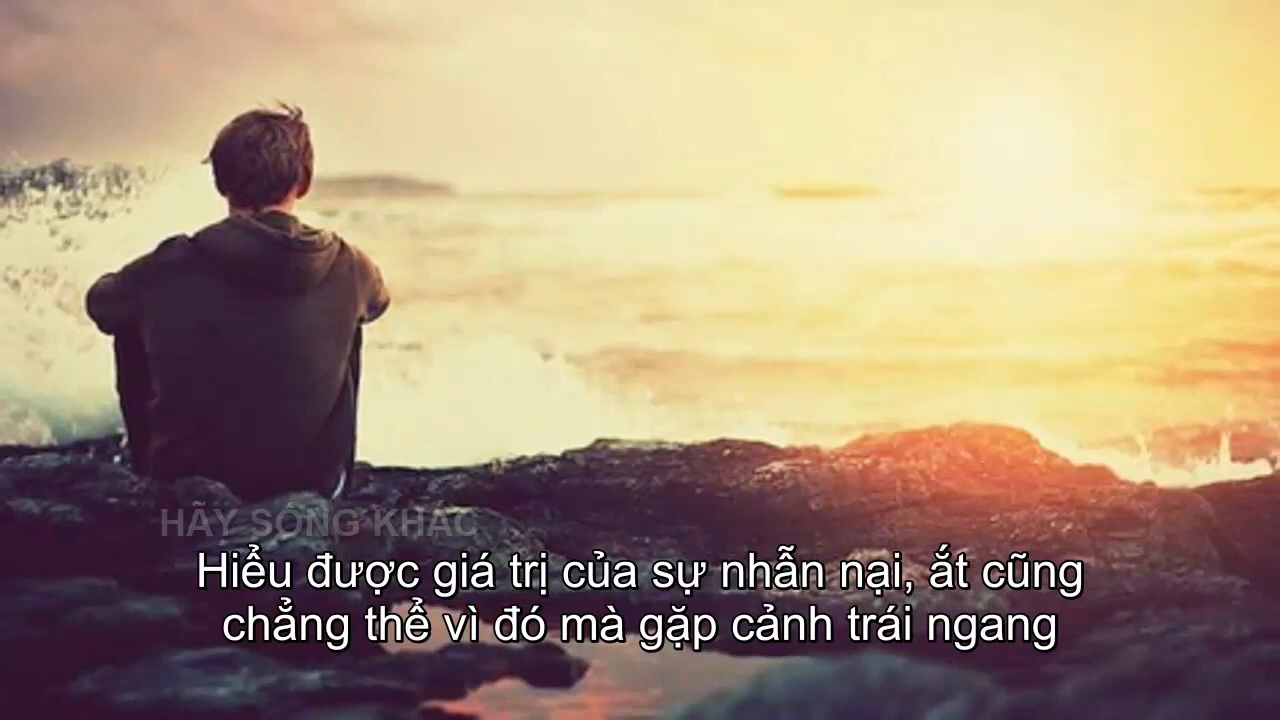 HÃY SỐNG KHÁC
Hiểu được giá trị của sự nhẫn nại, ắt cũng
chẳng thể vì đó mà gặp cảnh trái ngang